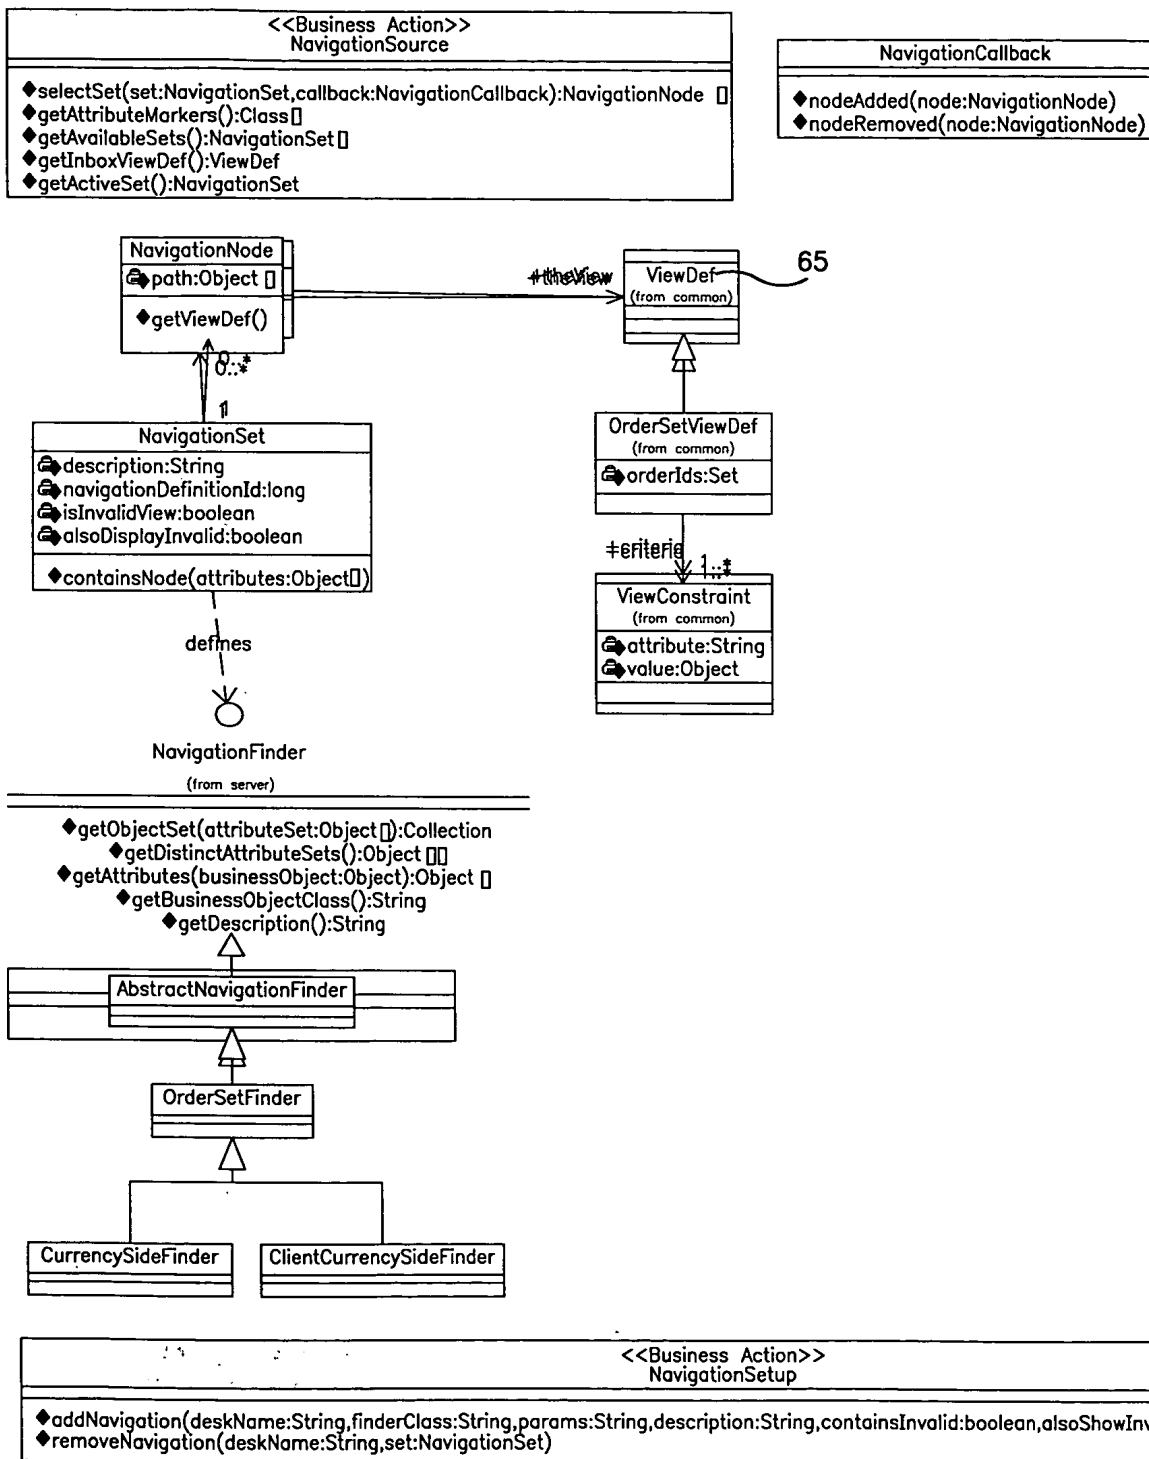 <<Business Action>>
NavigationSource
◆selectSet(set:NavigationSet,callback:NavigationCallback):NavigationNode []
◆getAttributeMarkers():Class[]
◆getAvailableSets():NavigationSet[]
◆getInboxViewDef():ViewDef
◆getActiveSet():NavigationSet
NavigationCallback
◆nodeAdded(node:NavigationNode)
◆nodeRemoved(node:NavigationNode)
NavigationNode
path:Object []
◆getViewDef()
+theView
ViewDef
(from common)
65
0..*
1
NavigationSet
description:String
navigationDefinitionId:long
isInvalidView:boolean
alsoDisplayInvalid:boolean
◆containsNode(attributes:Object[])
OrderSetViewDef
(from common)
orderIds:Set
+criteria
1..*
ViewConstraint
(from common)
attribute:String
value:Object
defines
NavigationFinder
(from server)
◆getObjectSet(attributeSet:Object[]):Collection
◆getDistinctAttributeSets():Object [][]
◆getAttributes(businessObject:Object):Object []
◆getBusinessObjectClass():String
◆getDescription():String
AbstractNavigationFinder
OrderSetFinder
CurrencySideFinder
ClientCurrencySideFinder
<<Business Action>>
NavigationSetup
◆addNavigation(deskName:String,finderClass:String,params:String,description:String,containsInvalid:boolean,alsoShowInv
◆removeNavigation(deskName:String,set:NavigationSet)